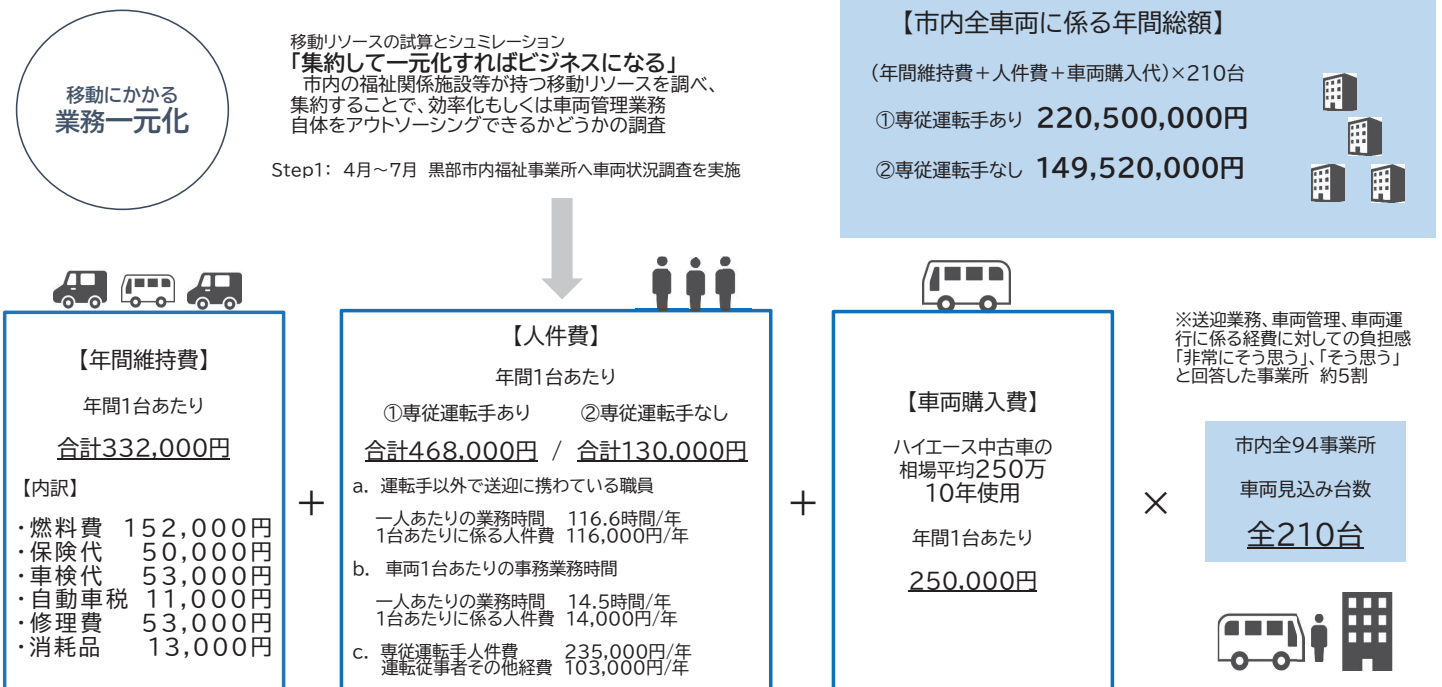 移動にかかる
業務一元化
移動リソースの試算とシュミレーション
「集約して一元化すればビジネスになる」
市内の福祉関係施設等が持つ移動リソースを調べ、
集約することで、効率化もしくは車両管理業務
自体をアウトソーシングできるかどうかの調査
Step1: 4月～7月 黒部市内福祉事業所へ車両状況調査を実施
【市内全車両に係る年間総額】
(年間維持費＋人件費＋車両購入代)×210台
①専従運転手あり 220,500,000円
②専従運転手なし 149,520,000円
【年間維持費】
年間1台あたり
合計332,000円
【内訳】
・燃料費 152,000円
・保険代 50,000円
・車検代 53,000円
・自動車税 11,000円
・修理費 53,000円
・消耗品 13,000円
＋
【人件費】
年間1台あたり
①専従運転手あり ②専従運転手なし
合計468,000円 / 合計130,000円
a. 運転手以外で送迎に携わっている職員
一人あたりの業務時間 116.6時間/年
1台あたりに係る人件費 116,000円/年
b. 車両1台あたりの事務業務時間
一人あたりの業務時間 14.5時間/年
1台あたりに係る人件費 14,000円/年
c. 専従運転手人件費 235,000円/年
運転従事者その他経費 103,000円/年
＋
【車両購入費】
ハイエース中古車の
相場平均250万
10年使用
年間1台あたり
250,000円
×
※送迎業務、車両管理、車両運
行に係る経費に対しての負担感
「非常にそう思う」、「そう思う」
と回答した事業所 約5割
市内全94事業所
車両見込み台数
全210台